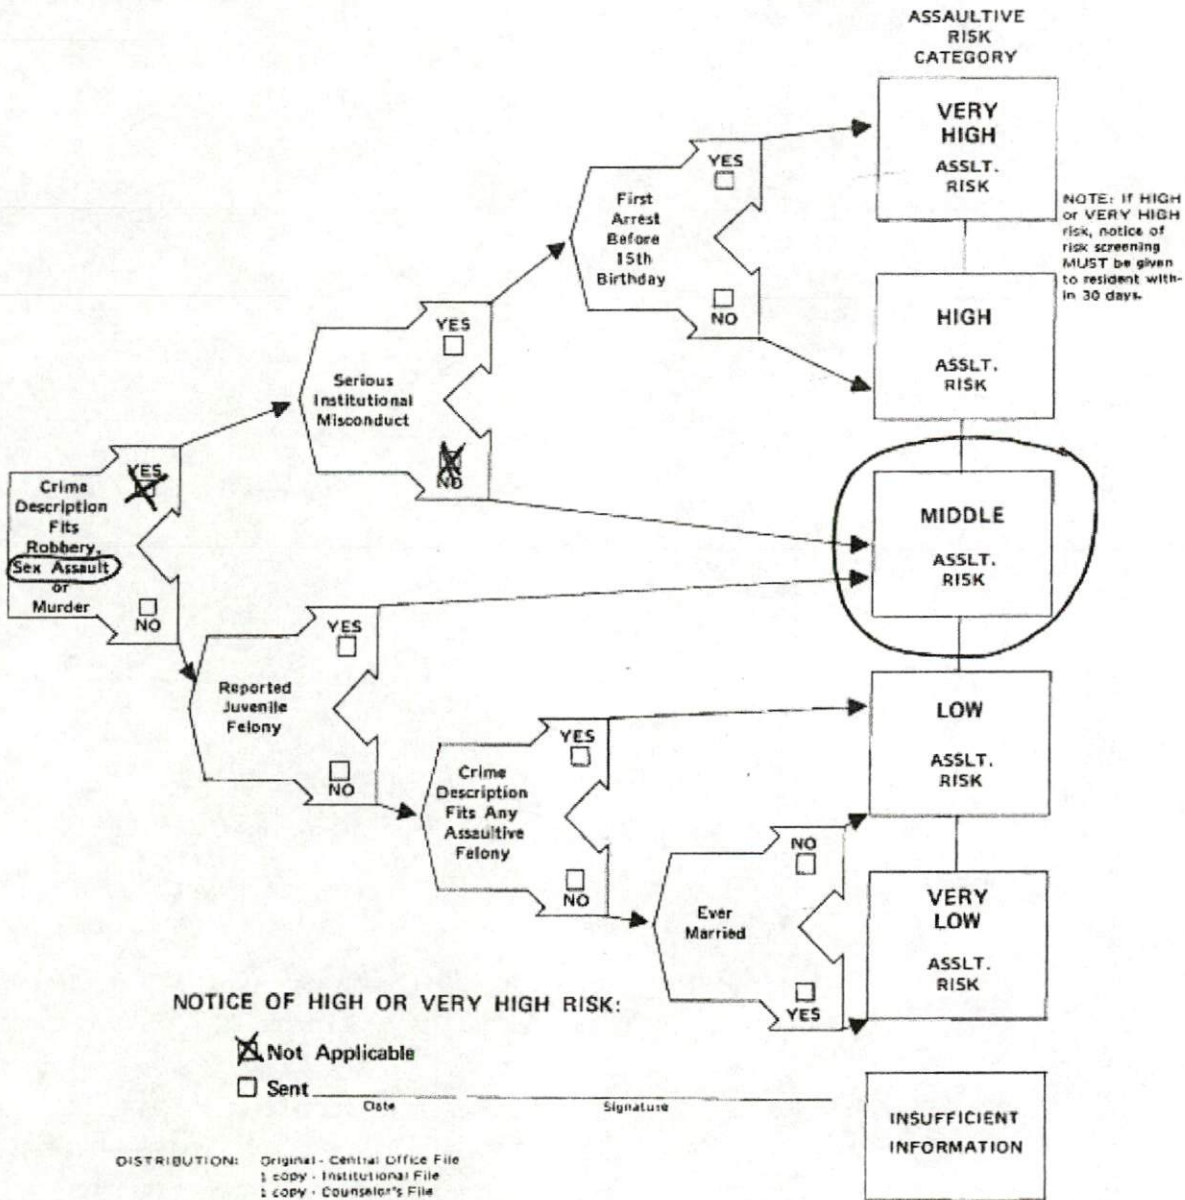 ASSAULTIVE
RISK
CATEGORY
VERY
HIGH
ASSLT.
RISK
NOTE: If HIGH
or VERY HIGH
risk, notice of
risk screening
MUST be given
to resident with-
in 30 days.
YES
First
Arrest
Before
15th
Birthday
NO
HIGH
ASSLT.
RISK
YES
Serious
Institutional
Misconduct
NO
MIDDLE
ASSLT.
RISK
YES
Crime
Description
Fits
Robbery,
Sex Assault
or
Murder
NO
YES
Reported
Juvenile
Felony
NO
LOW
ASSLT.
RISK
YES
Crime
Description
Fits Any
Assaultive
Felony
NO
NO
Ever
Married
YES
VERY
LOW
ASSLT.
RISK
NOTICE OF HIGH OR VERY HIGH RISK:
Not Applicable
Sent
Date Signature
INSUFFICIENT
INFORMATION
DISTRIBUTION: Original - Central Office File
1 copy - Institutional File
1 copy - Counselor's File